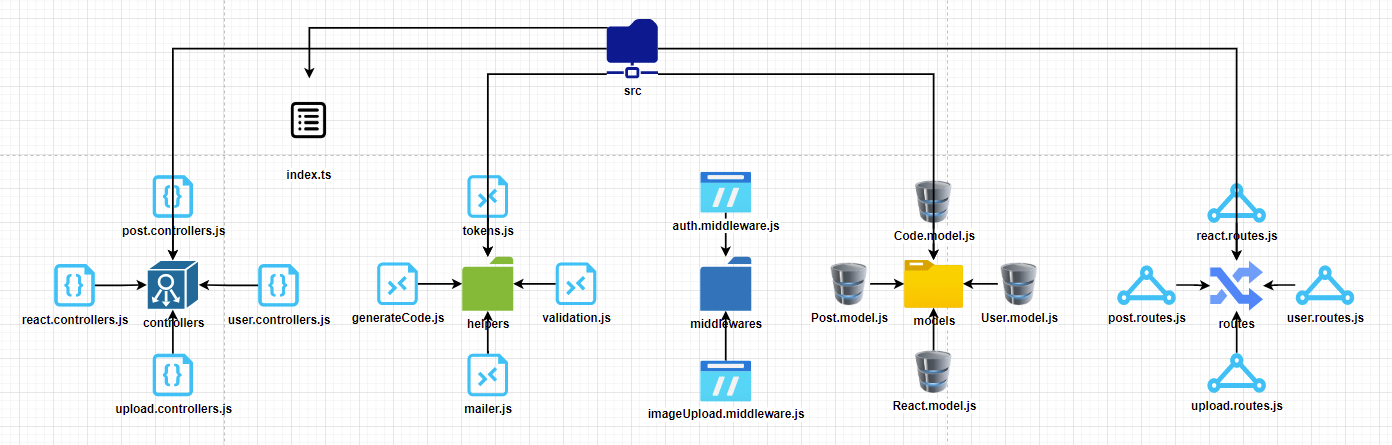 src
index.ts
post.controllers.js
tokens.js
auth.middleware.js
Code.model.js
react.routes.js
react.controllers.js
controllers
user.controllers.js
generateCode.js
helpers
validation.js
middlewares
Post.model.js
models
User.model.js
post.routes.js
routes
user.routes.js
upload.controllers.js
mailer.js
imageUpload.middleware.js
React.model.js
upload.routes.js